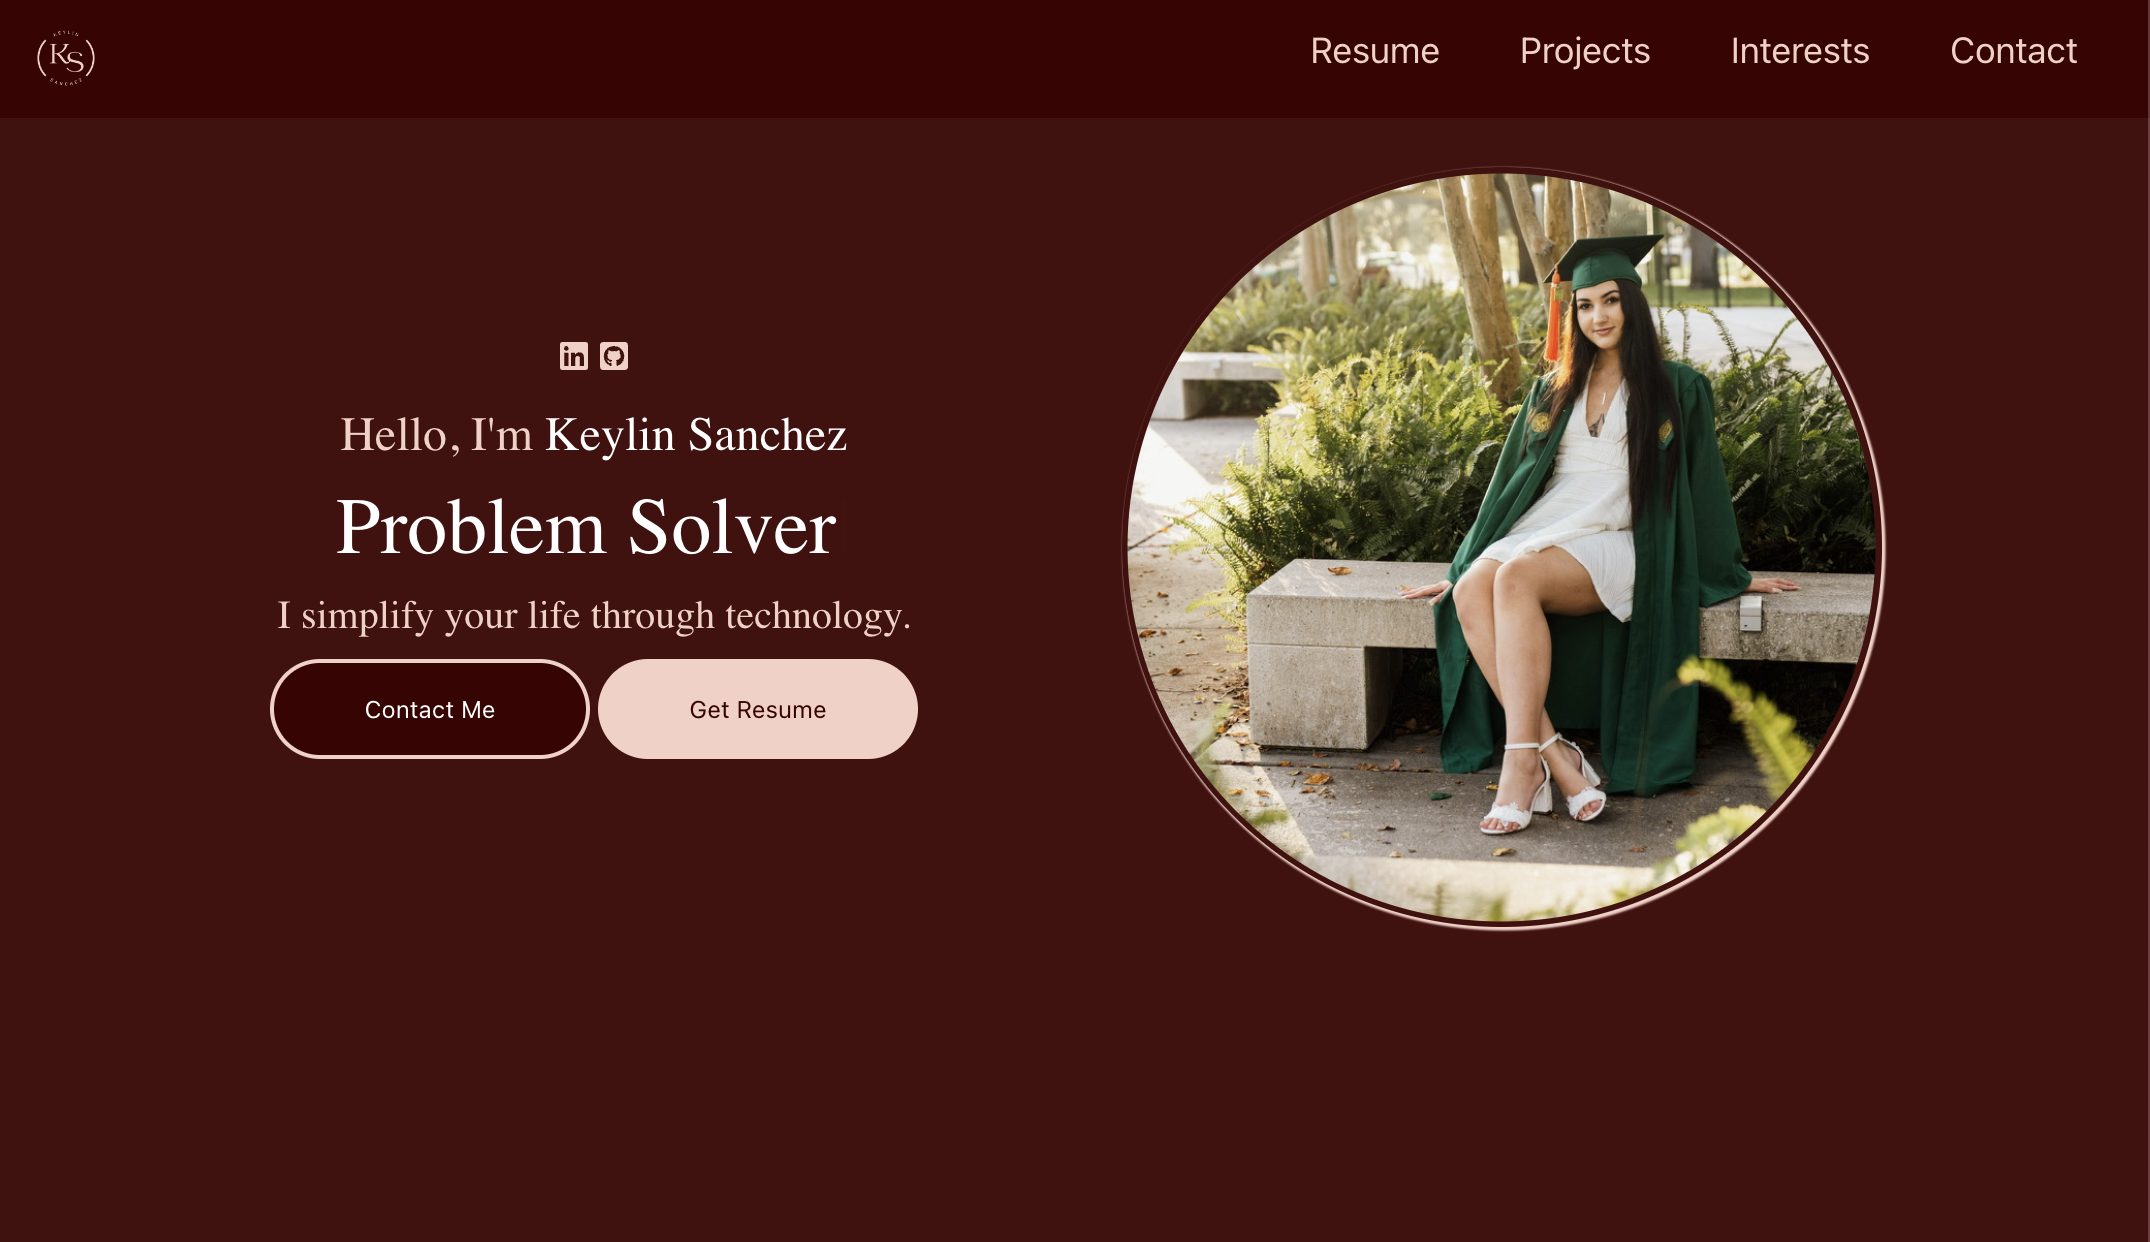 KEYLIN
KS
SANCHEZ
Resume Projects Interests Contact
in
Hello, I'm Keylin Sanchez
Problem Solver
I simplify your life through technology.
Contact Me Get Resume